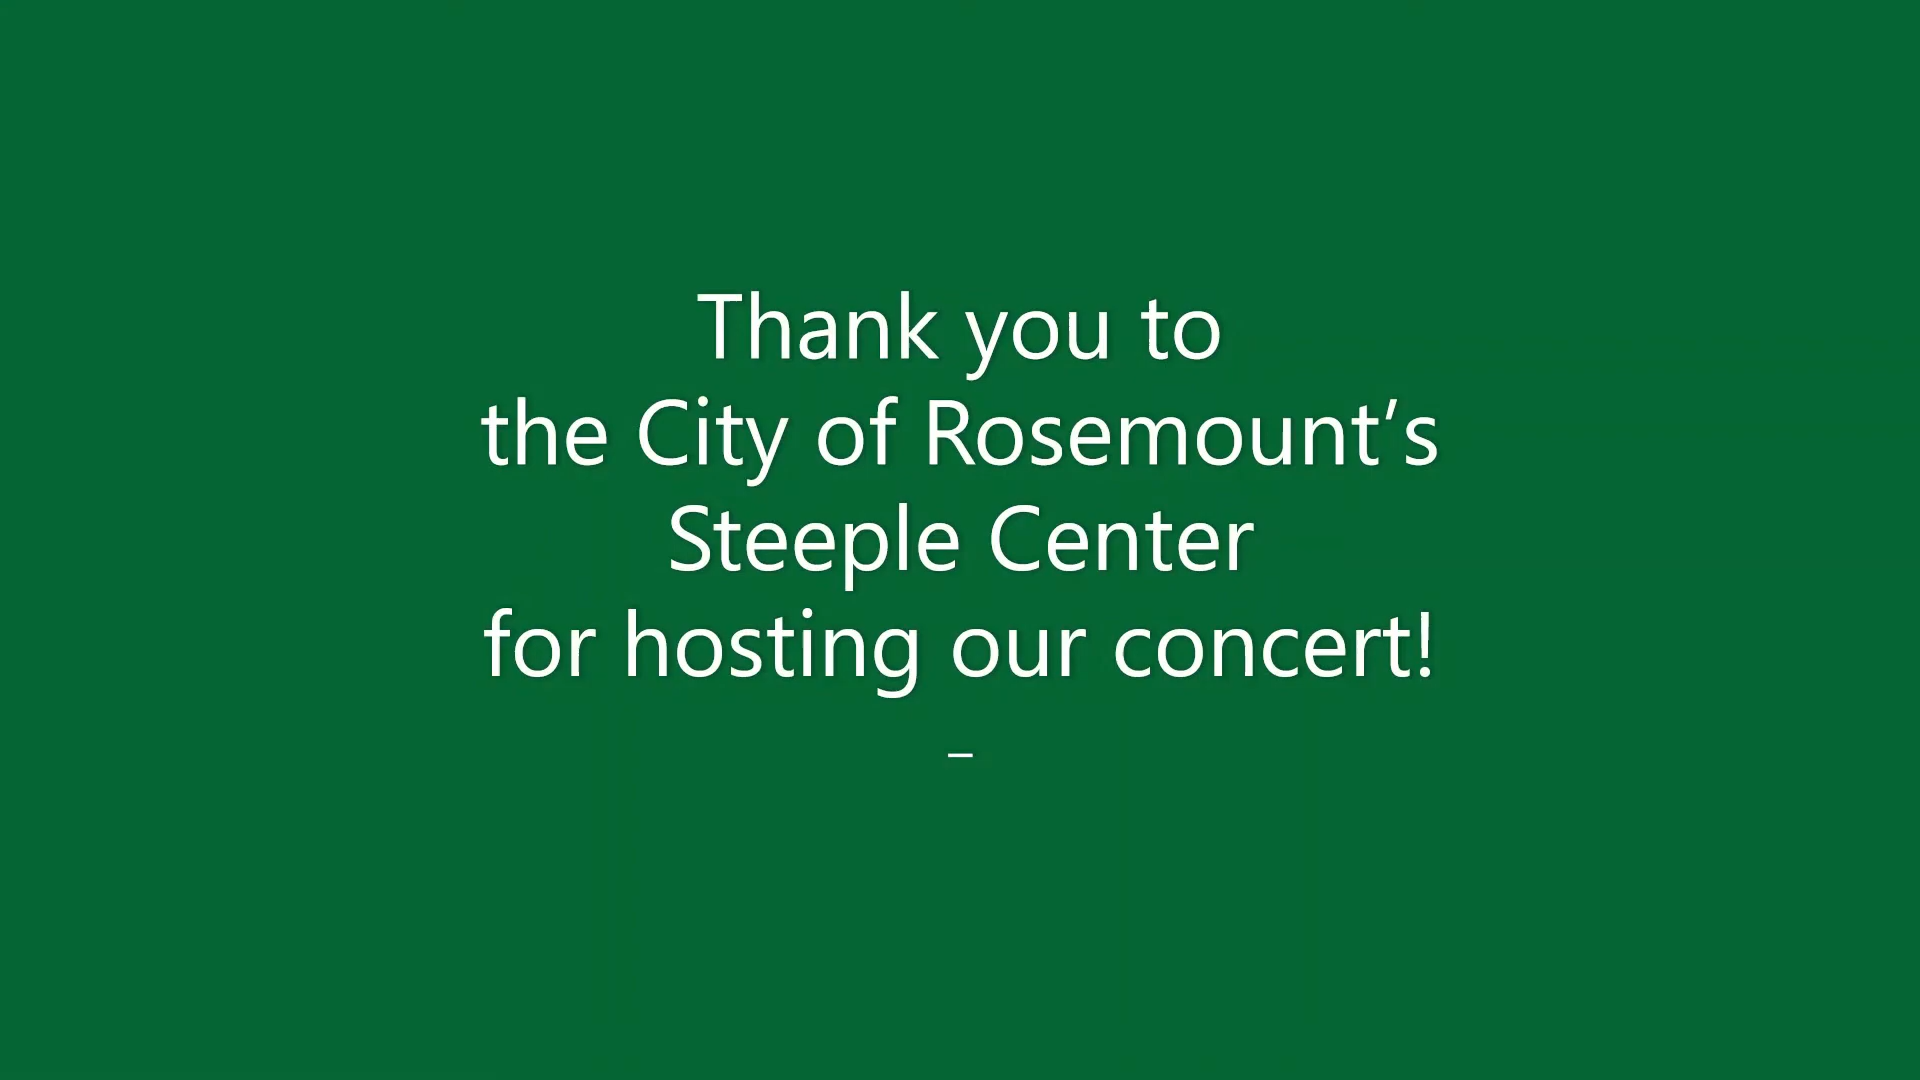 Thank you to
the City of Rosemount’s
Steeple Center
for hosting our concert!
–